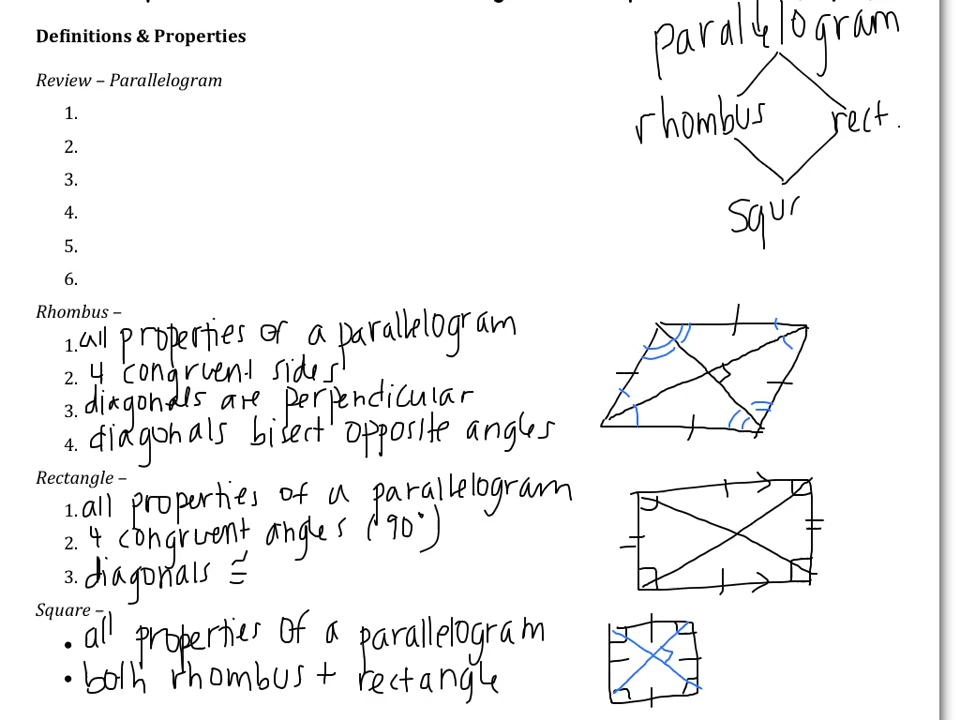 Definitions & Properties
parallelogram
Review – Parallelogram
1.
rhombus rect.
2.
3.
4.
squr
5.
6.
Rhombus –
1. all properties of a parallelogram
2. 4 congruent sides
3. diagonals are perpendicular
4. diagonals bisect opposite angles
Rectangle –
1. all properties of a parallelogram
2. 4 congruent angles (90°)
3. diagonals ≅
Square –
• all properties of a parallelogram
• both rhombus + rectangle